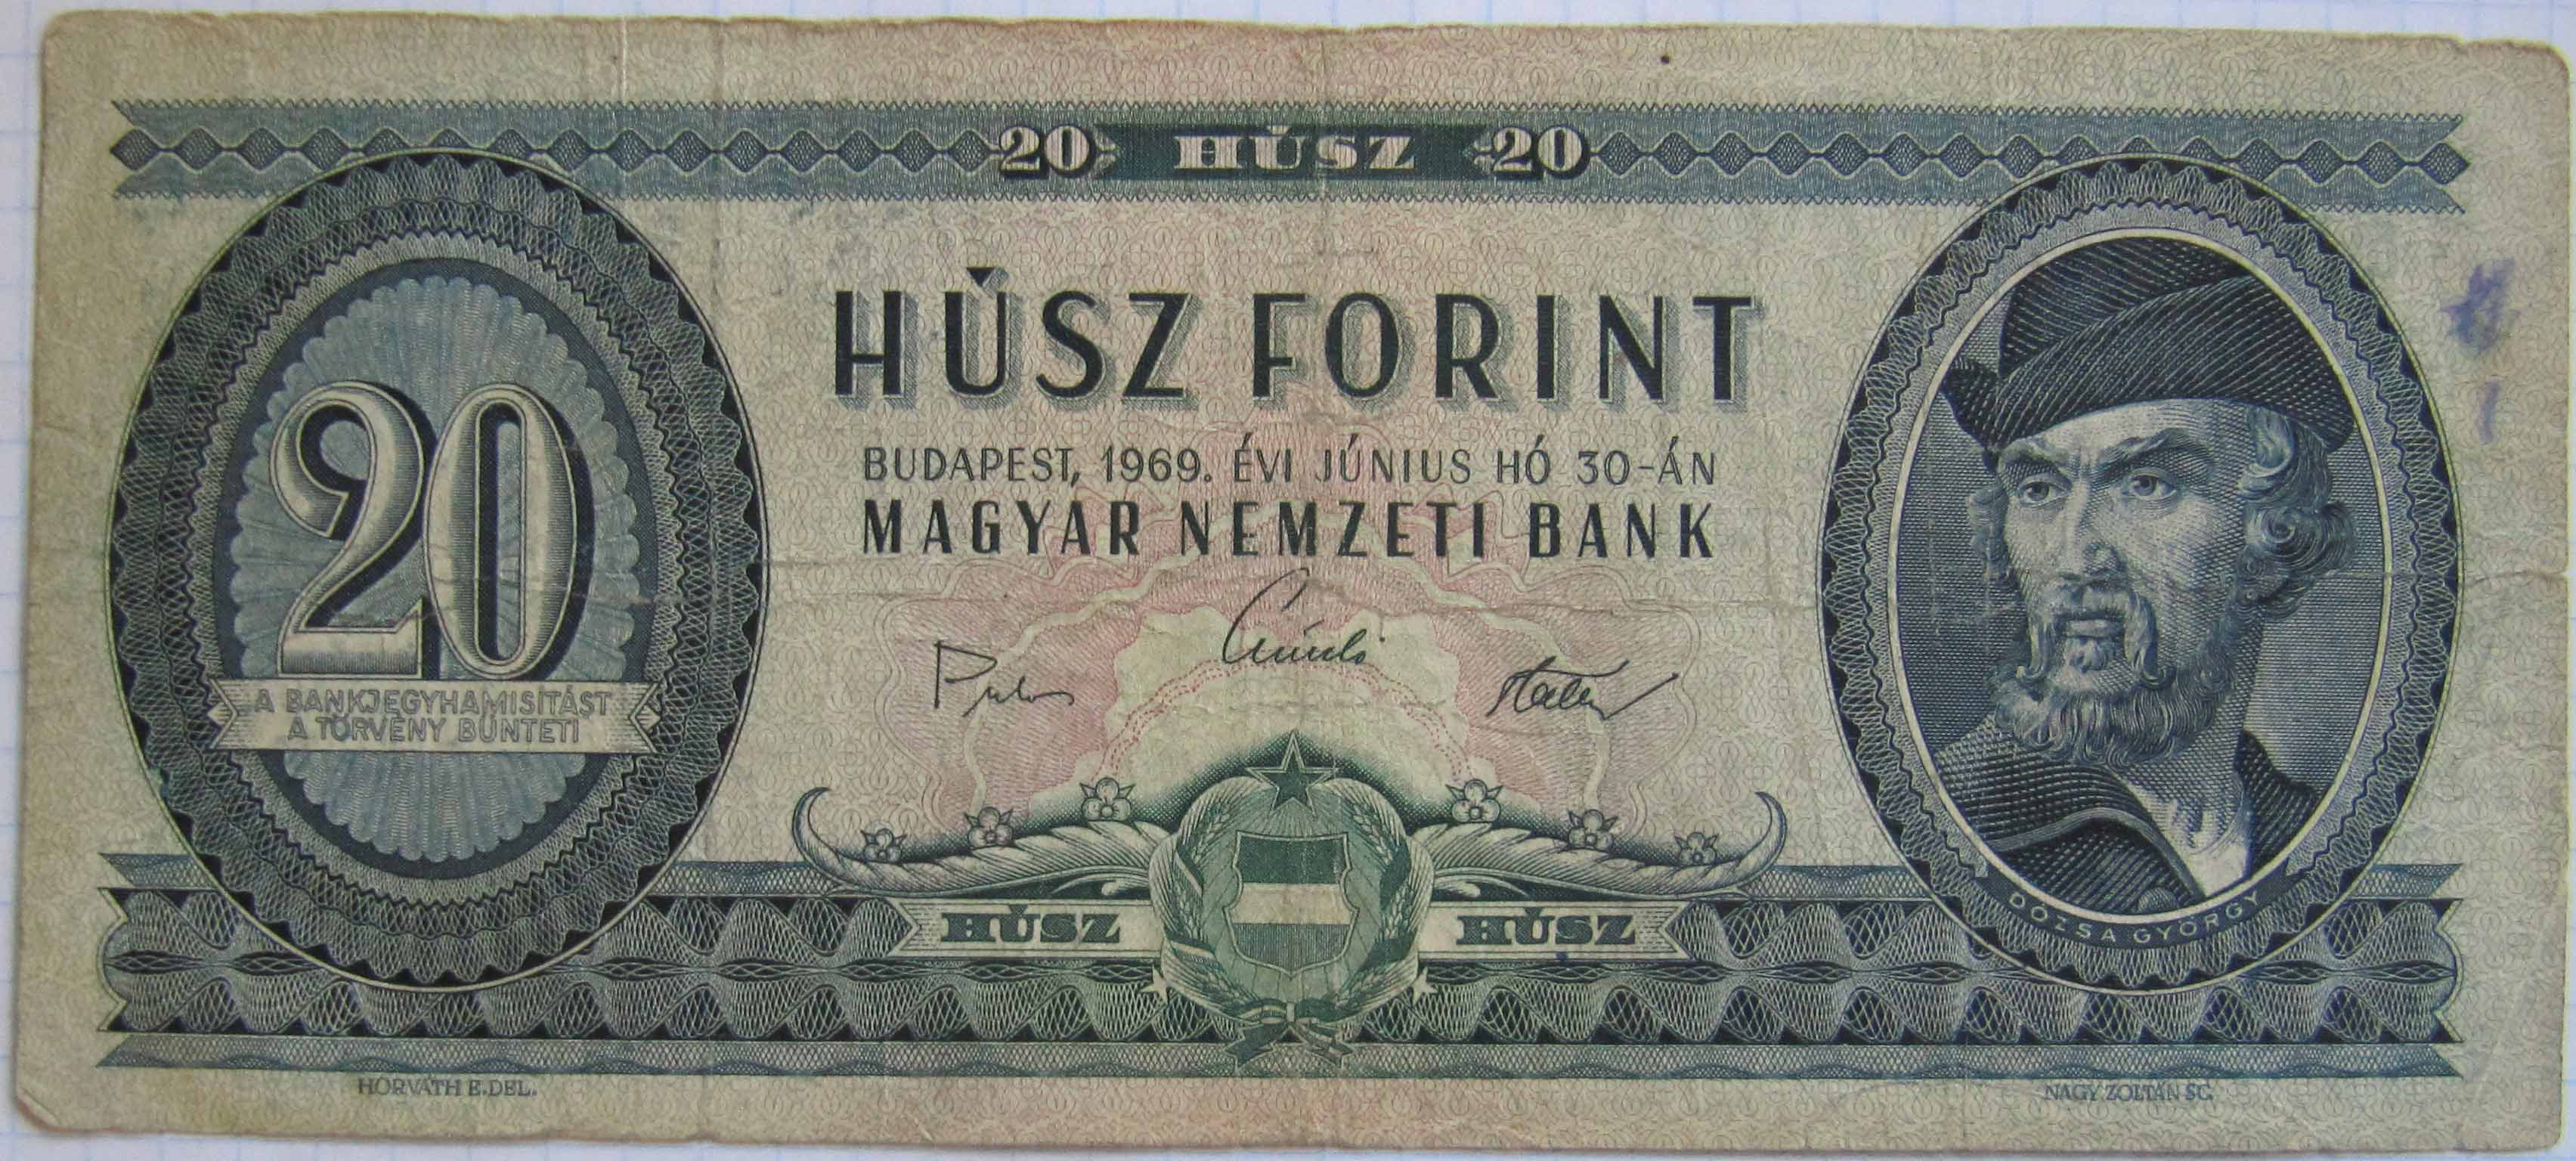 20 HÚSZ 20
HÚSZ FORINT
BUDAPEST, 1969. ÉVI JÚNIUS HÓ 30-ÁN
MAGYAR NEMZETI BANK
20
A BANKJEGYHAMISÍTÁST
A TÖRVÉNY BÜNTETI
HÚSZ HÚSZ
DÓZSA GYÖRGY
HORVÁTH E. DEL.
NAGY ZOLTÁN SC.